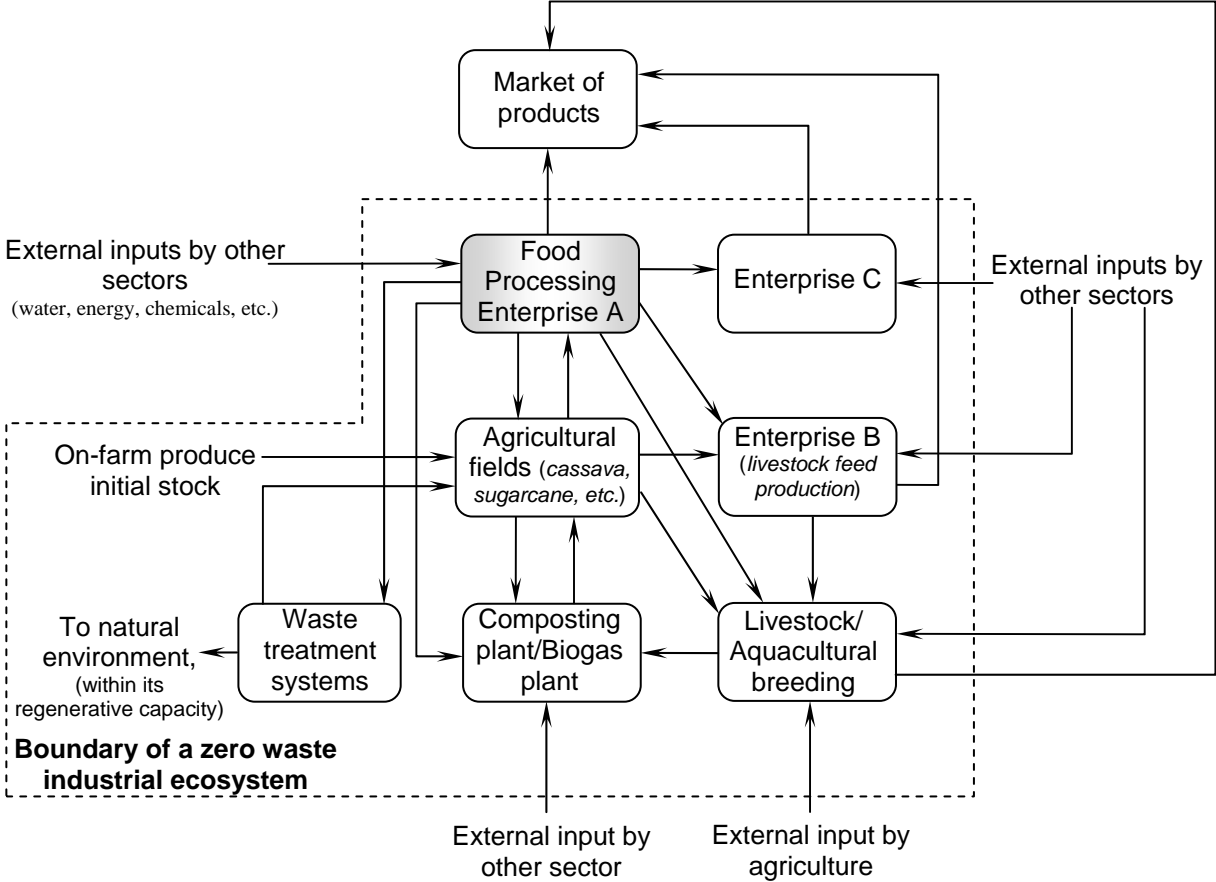 Market of
products
External inputs by other
sectors
(water, energy, chemicals, etc.)
Food
Processing
Enterprise A
Enterprise C
External inputs by
other sectors
On-farm produce
initial stock
Agricultural
fields (cassava,
sugarcane, etc.)
Enterprise B
(livestock feed
production)
To natural
environment,
(within its
regenerative capacity)
Waste
treatment
systems
Composting
plant/Biogas
plant
Livestock/
Aquacultural
breeding
Boundary of a zero waste
industrial ecosystem
External input by
other sector
External input by
agriculture